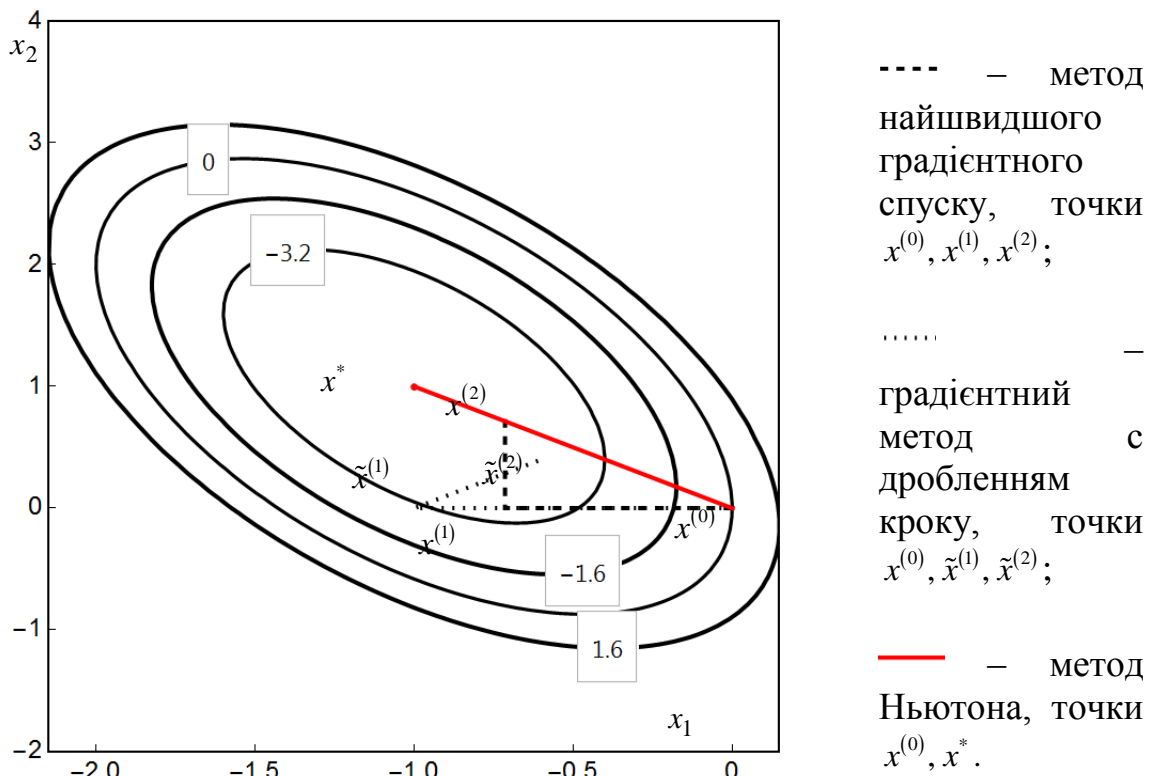 4
x₂
3
0
−3.2
2
x*
1
x⁽²⁾
x̃⁽¹⁾
x̃⁽²⁾
0
x⁽¹⁾
x⁽⁰⁾
−1.6
−1
1.6
x₁
−2
−2.0
−1.5
−1.0
−0.5
0
– метод
найшвидшого
градієнтного
спуску, точки
x⁽⁰⁾, x⁽¹⁾, x⁽²⁾;
–
градієнтний
метод с
дробленням
кроку, точки
x⁽⁰⁾, x̃⁽¹⁾, x̃⁽²⁾;
– метод
Ньютона, точки
x⁽⁰⁾, x*.